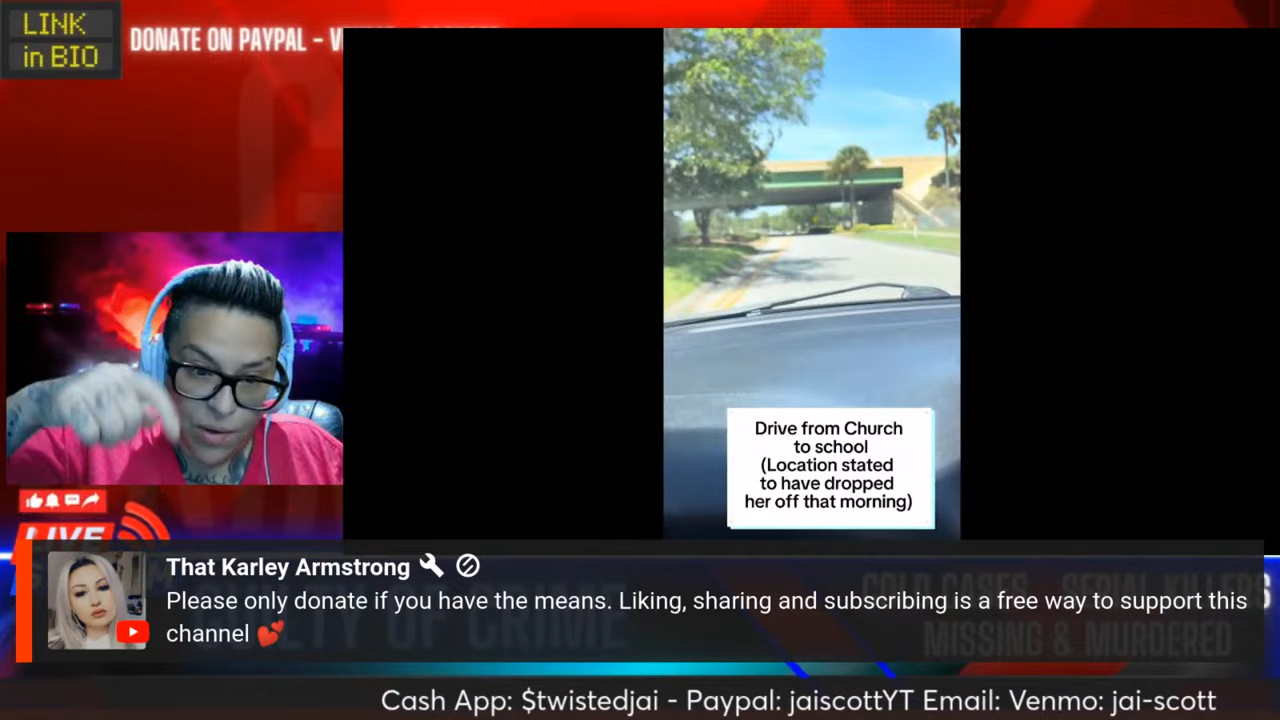 LINK
in BIO
DONATE ON PAYPAL - V
Drive from Church
to school
(Location stated
to have dropped
her off that morning)
LIVE
That Karley Armstrong
Please only donate if you have the means. Liking, sharing and subscribing is a free way to support this
channel 💕
COLD CASES SERIAL KILLERS
OF CRIME
MISSING & MURDERED
Cash App: $twistedjai - Paypal: jaiscottYT Email: Venmo: jai-scott